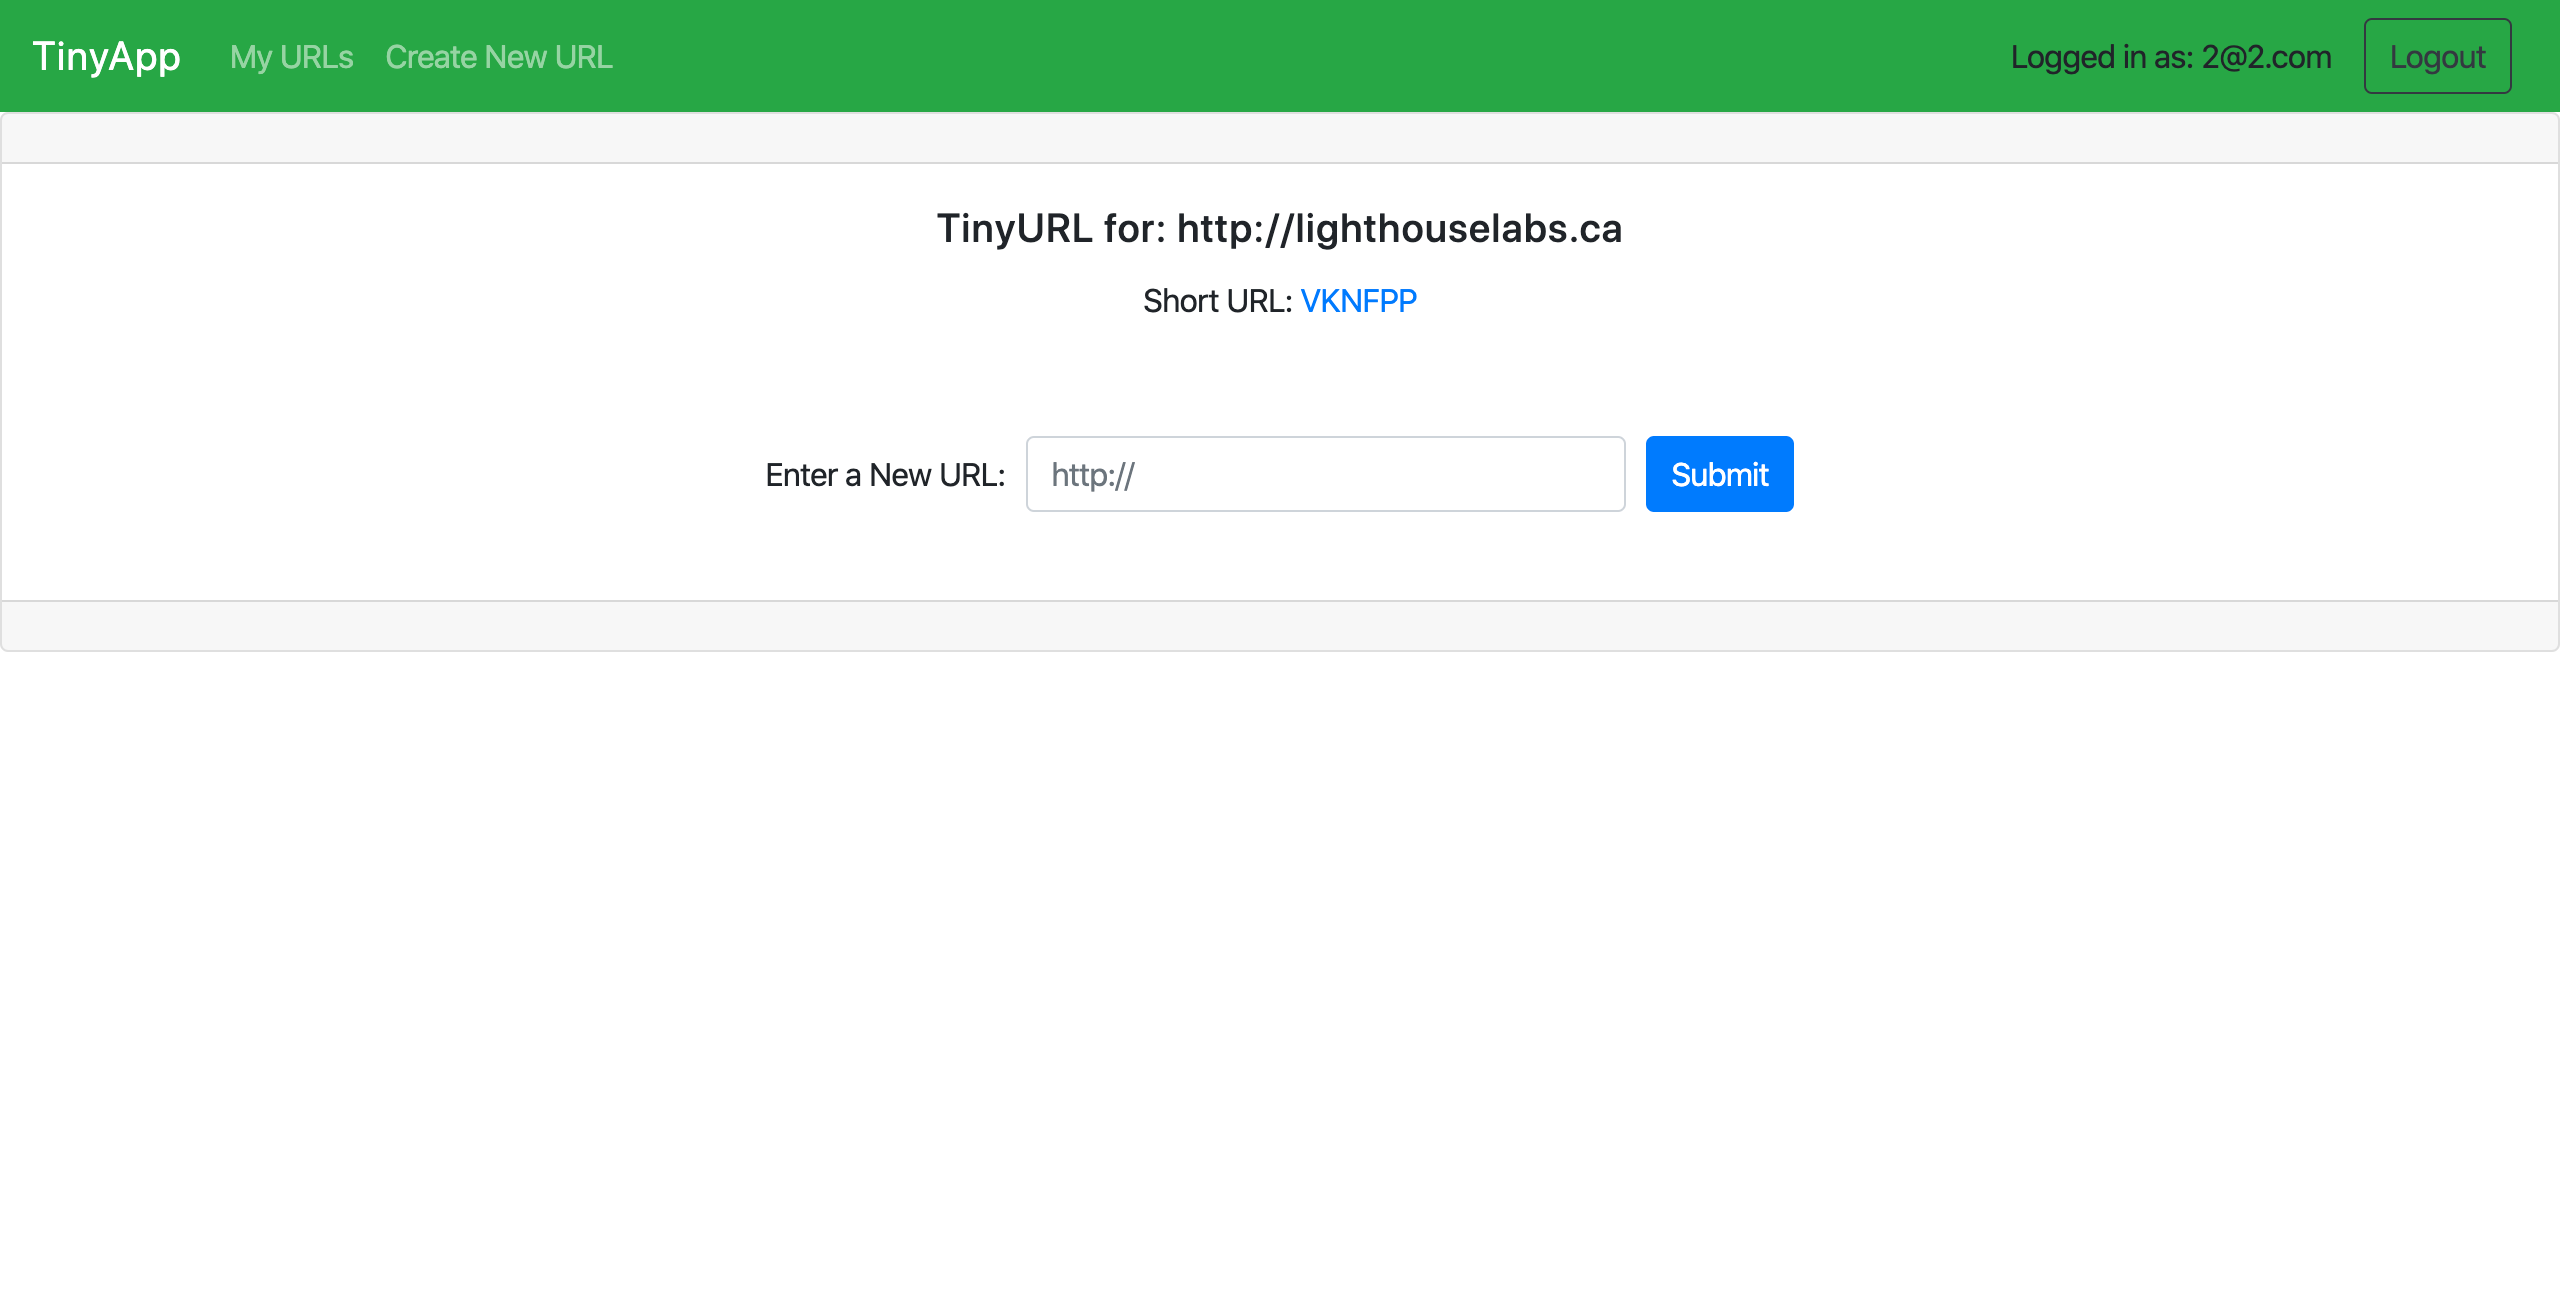 TinyApp My URLs Create New URL Logged in as: 2@2.com Logout
TinyURL for: http://lighthouselabs.ca
Short URL: VKNFPP
Enter a New URL: http:// Submit